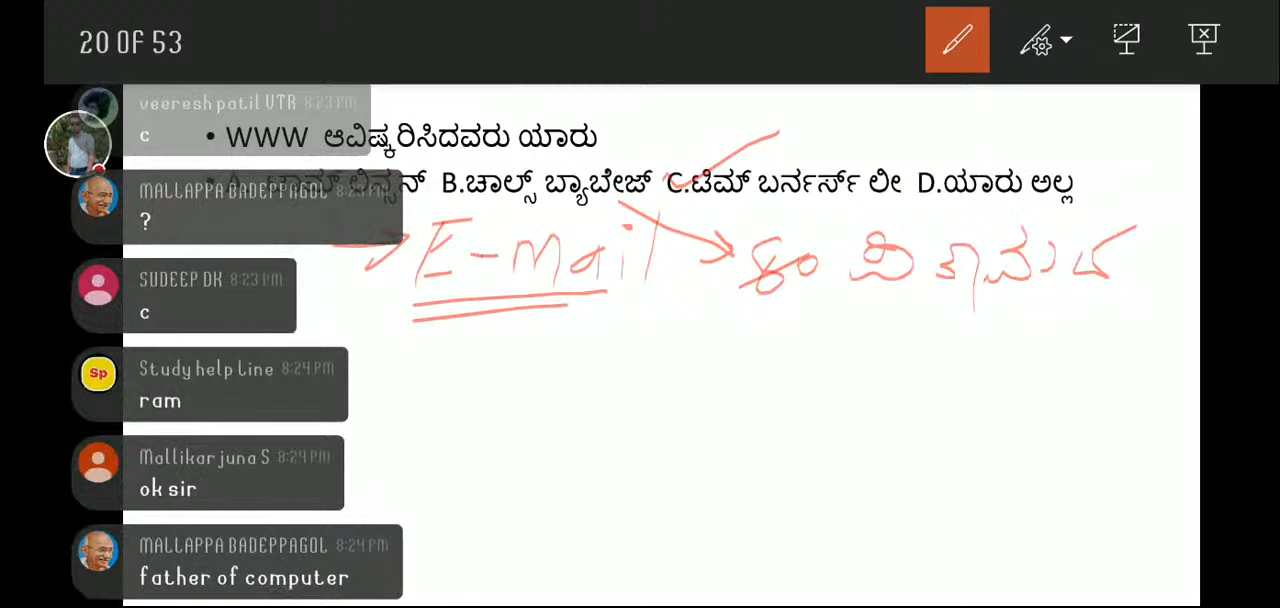 20 OF 53
veeresh patil UTR 8:23 PM
c
• WWW ಆವಿಷ್ಕರಿಸಿದವರು ಯಾರು
MALLAPPA BADEPPAGOL 8:23 PM
?
B.ಚಾಲ್ಸ್ ಬ್ಯಾಬೇಜ್ C.ಟಿಮ್ ಬರ್ನರ್ಸ್ ಲೀ D.ಯಾರು ಅಲ್ಲ
E-Mail
SUDEEP DK 8:23 PM
c
Study help line 8:24 PM
Sp
ram
Mallikarjuna S 8:24 PM
ok sir
MALLAPPA BADEPPAGOL 8:24 PM
father of computer